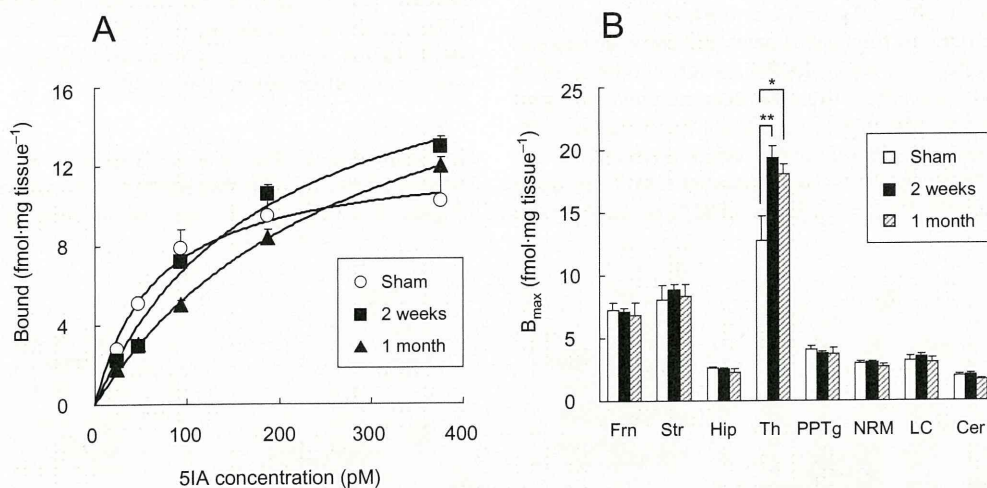 A
16
12
8
4
0
Bound (fmol·mg tissue⁻¹)
0 100 200 300 400
5IA concentration (pM)
Sham
2 weeks
1 month
B
25
20
15
10
5
0
Bmax (fmol·mg tissue⁻¹)
*
**
Sham
2 weeks
1 month
Frn Str Hip Th PPTg NRM LC Cer